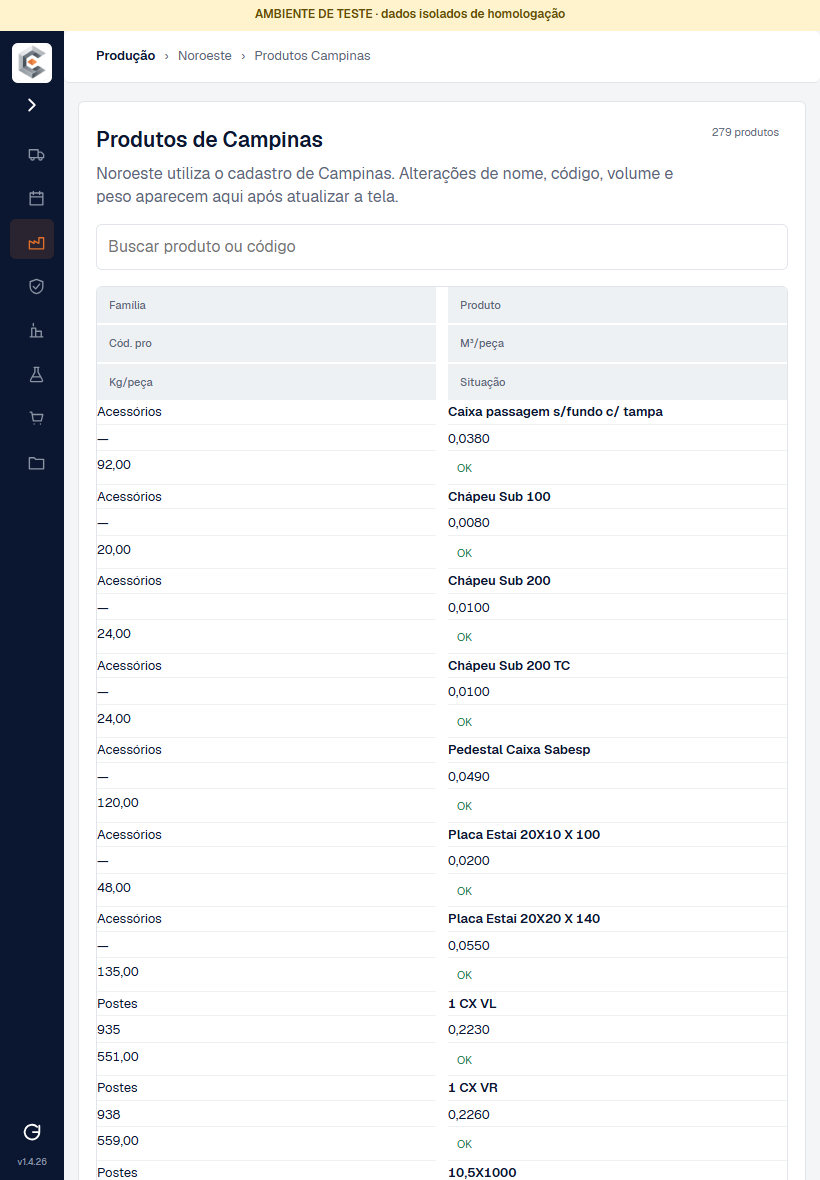 AMBIENTE DE TESTE · dados isolados de homologação
Produção › Noroeste › Produtos Campinas
Produtos de Campinas
279 produtos
Noroeste utiliza o cadastro de Campinas. Alterações de nome, código, volume e
peso aparecem aqui após atualizar a tela.
Buscar produto ou código
Família Produto
Cód. pro M³/peça
Kg/peça Situação
Acessórios Caixa passagem s/fundo c/ tampa
— 0,0380
92,00 OK
Acessórios Chápeu Sub 100
— 0,0080
20,00 OK
Acessórios Chápeu Sub 200
— 0,0100
24,00 OK
Acessórios Chápeu Sub 200 TC
— 0,0100
24,00 OK
Acessórios Pedestal Caixa Sabesp
— 0,0490
120,00 OK
Acessórios Placa Estai 20X10 X 100
— 0,0200
48,00 OK
Acessórios Placa Estai 20X20 X 140
— 0,0550
135,00 OK
Postes 1 CX VL
935 0,2230
551,00 OK
Postes 1 CX VR
938 0,2260
559,00 OK
Postes 10,5X1000
v1.4.26